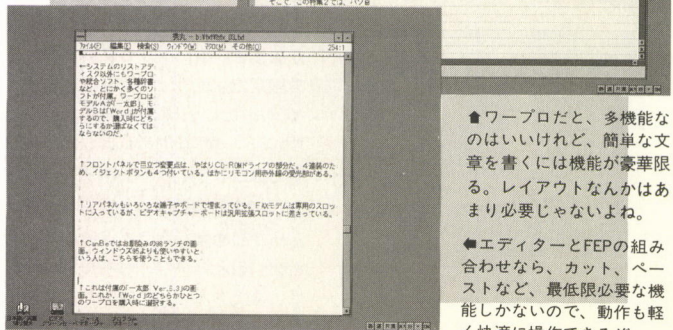 そこで、この特集2では、パソ
秀丸
ファイル(F) 編集(E) 検索(S) ウィンドウ(W) マクロ(M) その他(O) 254:1
←システムのリストアデ
ィスク以外にもワープロ
や統合ソフト、各種辞書
など、とにかく多くのソ
フトが付属。ワープロは
モデルAが「一太郎」、モ
デルBは「Word」が付属
するので、購入時にどち
らにするか選ばなくては
ならないのだ。
↑フロントパネルで目立つ変更点は、やはりCD-ROMドライブの部分だ。4連装のた
め、イジェクトボタンも4つ付いている。ほかにリモコン用赤外線の受光部がある。
↑リアパネルもいろいろな端子やボードで埋まっている。FAXモデムは専用のスロッ
トに入っているが、ビデオキャプチャーボードは汎用拡張スロットに差さっている。
↑CanBeではお馴染みの98ランチの画
面。ウィンドウズ95よりも使いやすいと
いう人は、こちらを使うこともできる。
↑これは付属の「一太郎 Ver.6.3」の画
面。これか、「Word」のどちらかひとつ
のワープロを購入時に選択する。
⬆ワープロだと、多機能な
のはいいけれど、簡単な文
章を書くには機能が豪華限
る。レイアウトなんかはあ
まり必要じゃないよね。
⬅エディターとFEPの組み
合わせなら、カット、ペー
ストなど、最低限必要な機
能しかないので、動作も軽